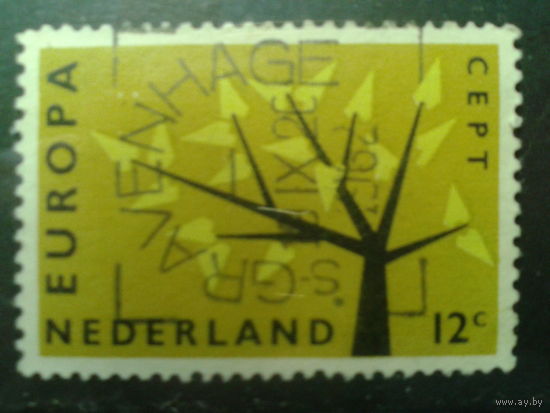 EUROPA
CEPT
'S-GRAVENHAGE
NEDERLAND 12c
www.ay.by